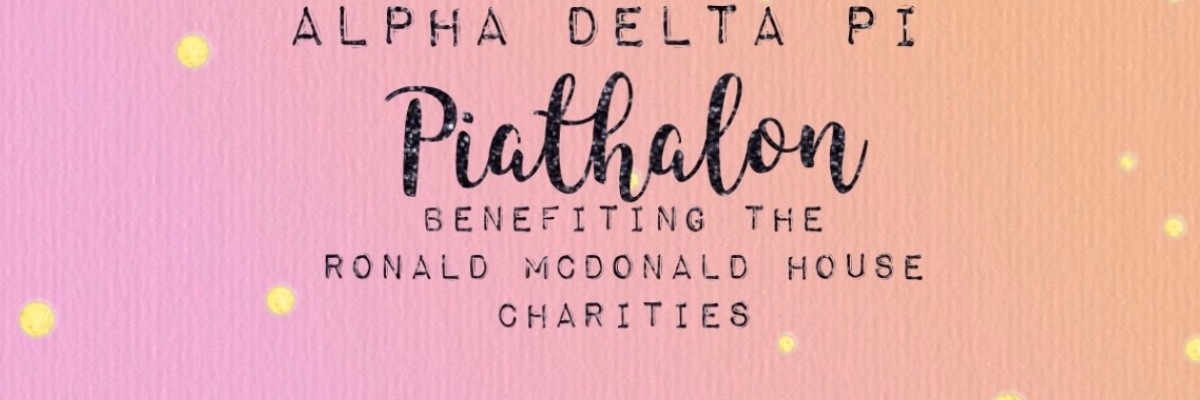 ALPHA DELTA PI
Piathalon
BENEFITING THE
RONALD MCDONALD HOUSE
CHARITIES